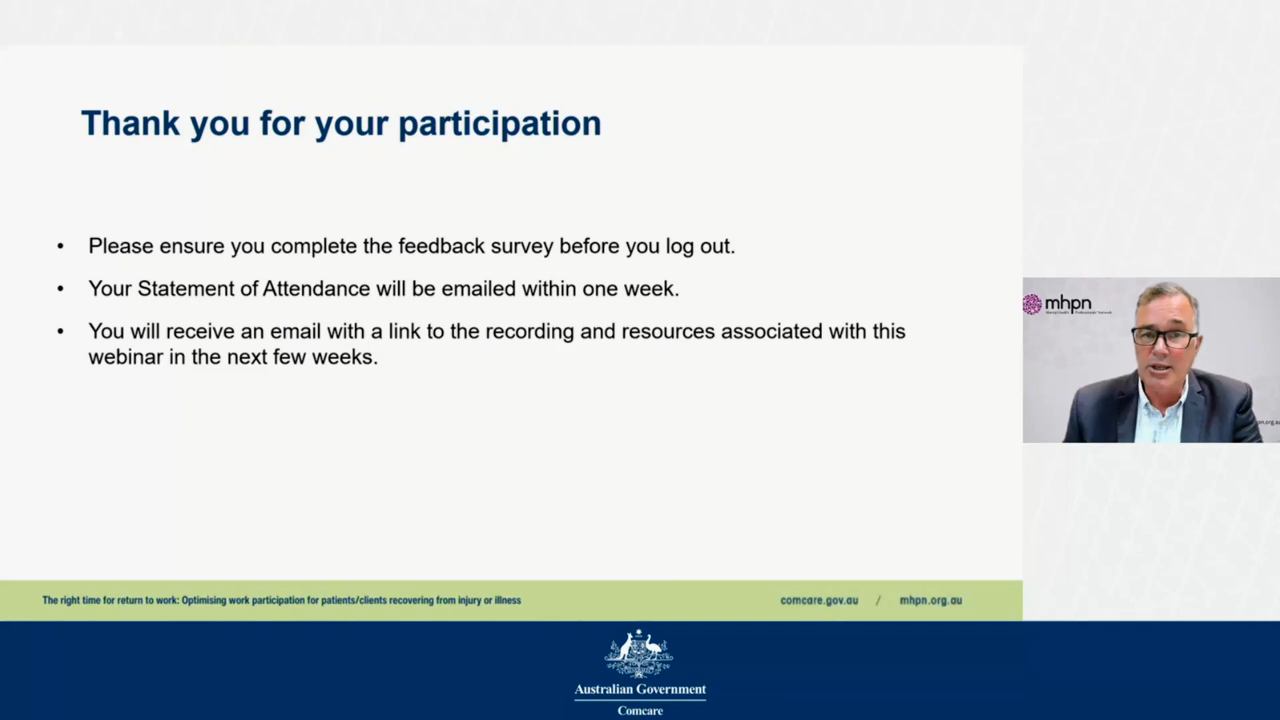 Thank you for your participation
• Please ensure you complete the feedback survey before you log out.
• Your Statement of Attendance will be emailed within one week.
• You will receive an email with a link to the recording and resources associated with this
webinar in the next few weeks.
mhpn
The right time for return to work: Optimising work participation for patients/clients recovering from injury or illness
comcare.gov.au / mhpn.org.au
Australian Government
Comcare